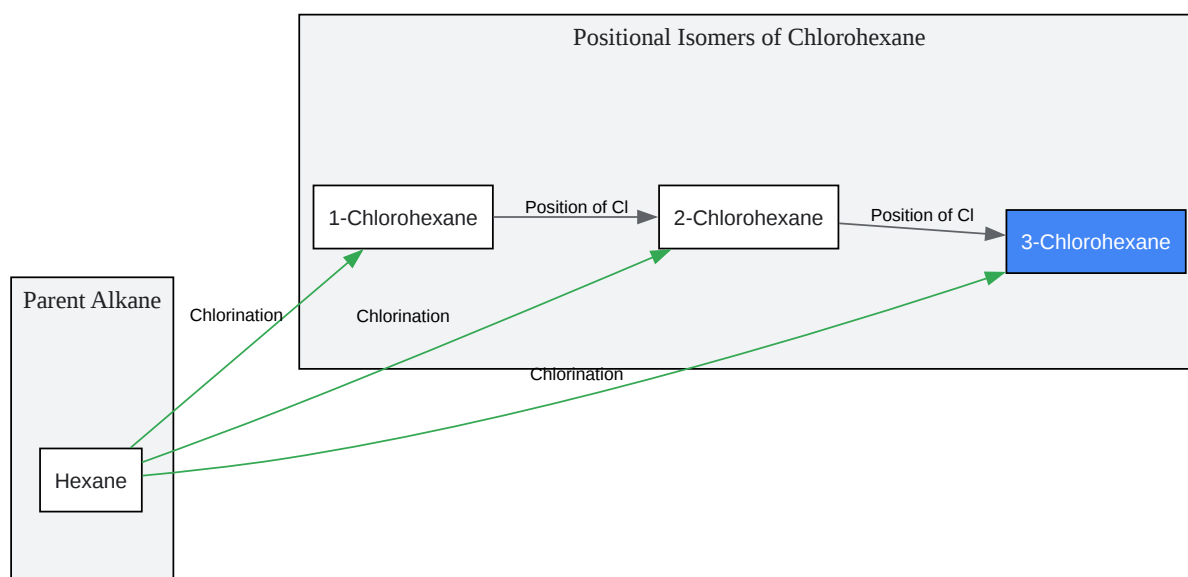 Positional Isomers of Chlorohexane
1-Chlorohexane
Position of Cl
2-Chlorohexane
Position of Cl
3-Chlorohexane
Parent Alkane
Chlorination
Chlorination
Chlorination
Hexane